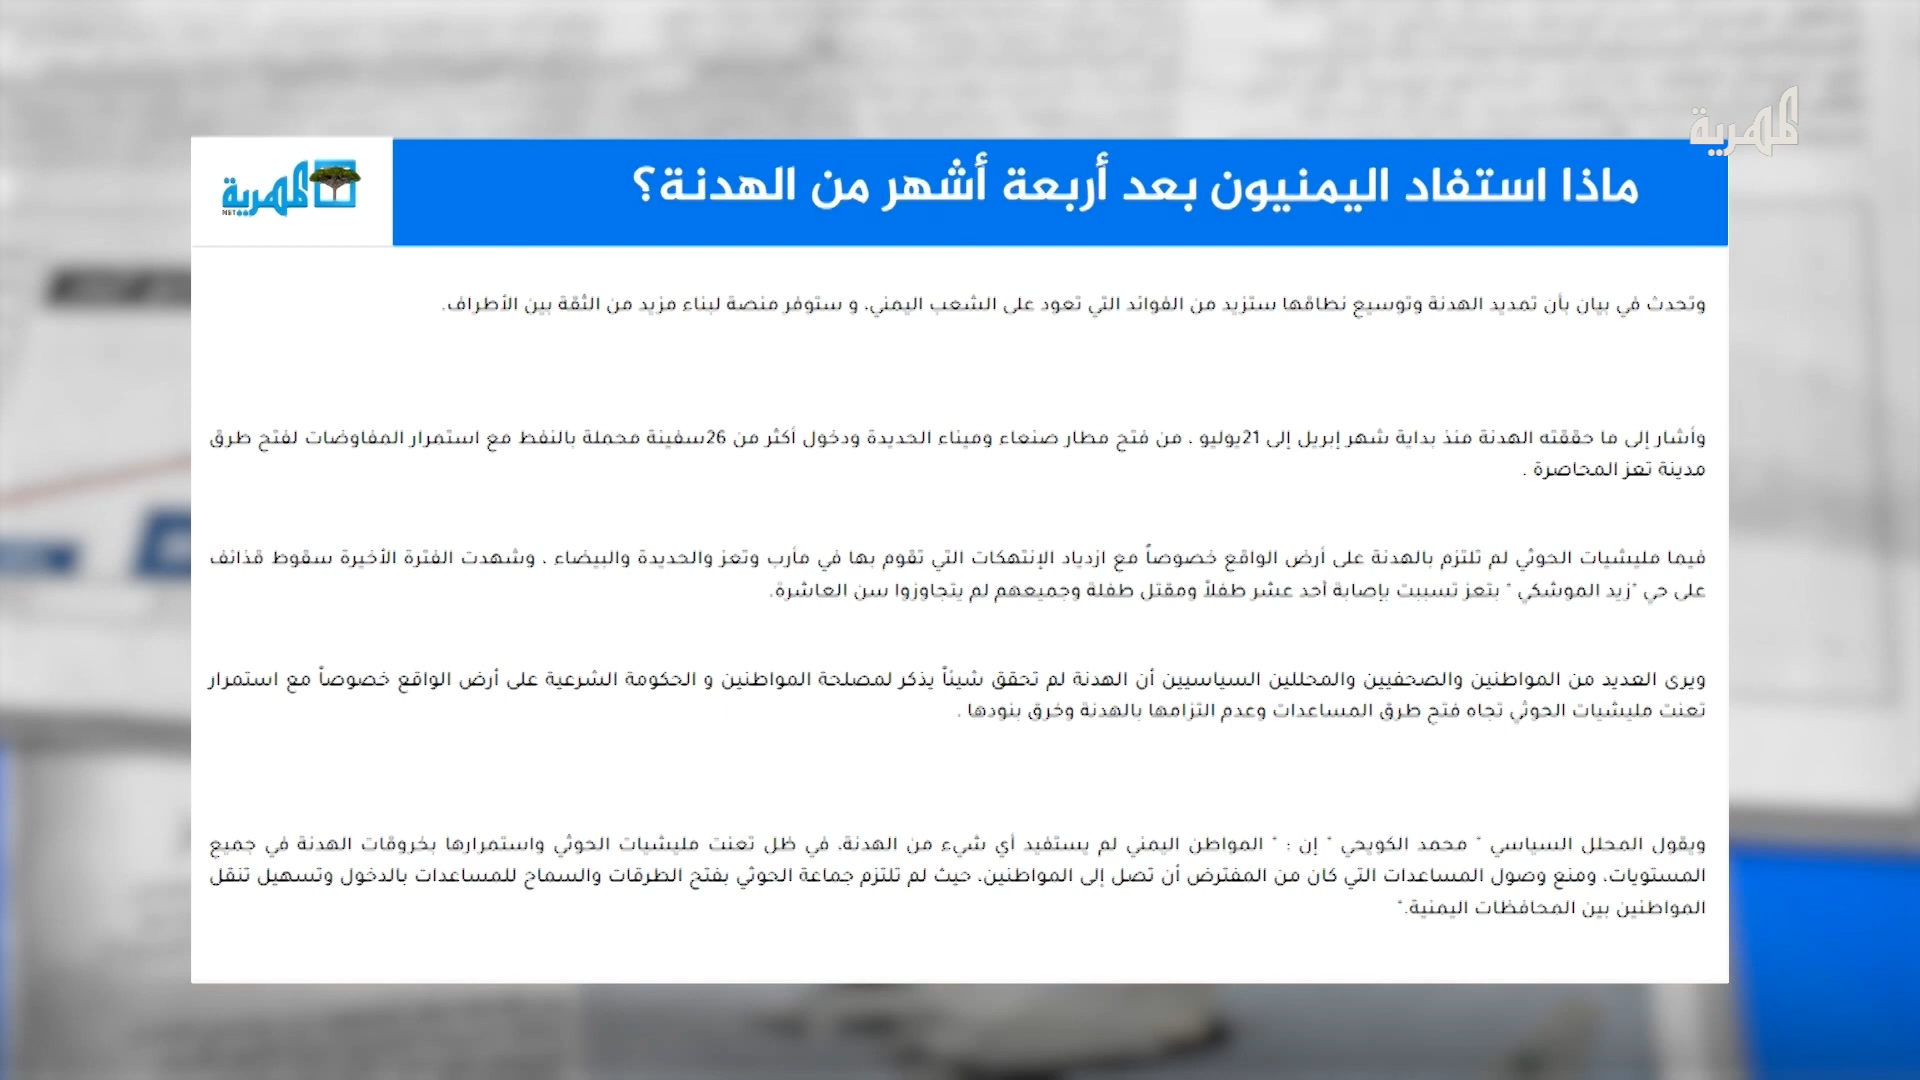 المهرية
ماذا استفاد اليمنيون بعد أربعة أشهر من الهدنة؟
المهرية
NET
وتحدث في بيان بأن تمديد الهدنة وتوسيع نطاقها ستزيد من الفوائد التي تعود على الشعب اليمني، و ستوفر منصة لبناء مزيد من الثقة بين الأطراف.
وأشار إلى ما حققته الهدنة منذ بداية شهر إبريل إلى 21يوليو ، من فتح مطار صنعاء وميناء الحديدة ودخول أكثر من 26سفينة محملة بالنفط مع استمرار المفاوضات لفتح طرق
مدينة تعز المحاصرة .
فيما مليشيات الحوثي لم تلتزم بالهدنة على أرض الواقع خصوصاً مع ازدياد الإنتهكات التي تقوم بها في مأرب وتعز والحديدة والبيضاء ، وشهدت الفترة الأخيرة سقوط قذائف
على حي "زيد الموشكي " بتعز تسببت بإصابة أحد عشر طفلاً ومقتل طفلة وجميعهم لم يتجاوزوا سن العاشرة.
ويرى العديد من المواطنين والصحفيين والمحللين السياسيين أن الهدنة لم تحقق شيئاً يذكر لمصلحة المواطنين و الحكومة الشرعية على أرض الواقع خصوصاً مع استمرار
تعنت مليشيات الحوثي تجاه فتح طرق المساعدات وعدم التزامها بالهدنة وخرق بنودها .
ويقول المحلل السياسي " محمد الكويحي " إن : " المواطن اليمني لم يستفيد أي شيء من الهدنة، في ظل تعنت مليشيات الحوثي واستمرارها بخروقات الهدنة في جميع
المستويات، ومنع وصول المساعدات التي كان من المفترض أن تصل إلى المواطنين، حيث لم تلتزم جماعة الحوثي بفتح الطرقات والسماح للمساعدات بالدخول وتسهيل تنقل
المواطنين بين المحافظات اليمنية."